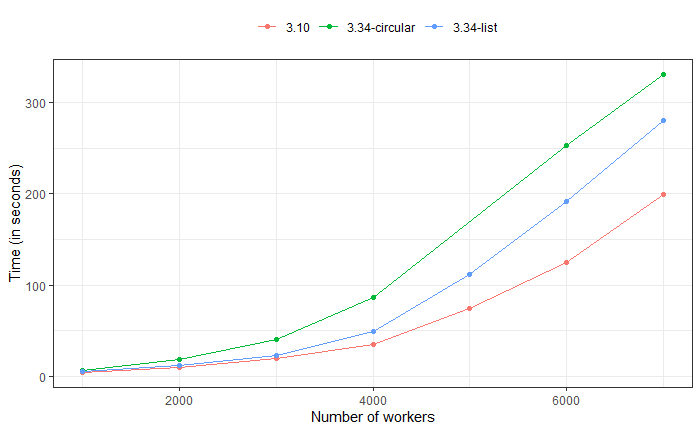 3.10 3.34-circular 3.34-list
300
200
100
0
Time (in seconds)
2000 4000 6000
Number of workers